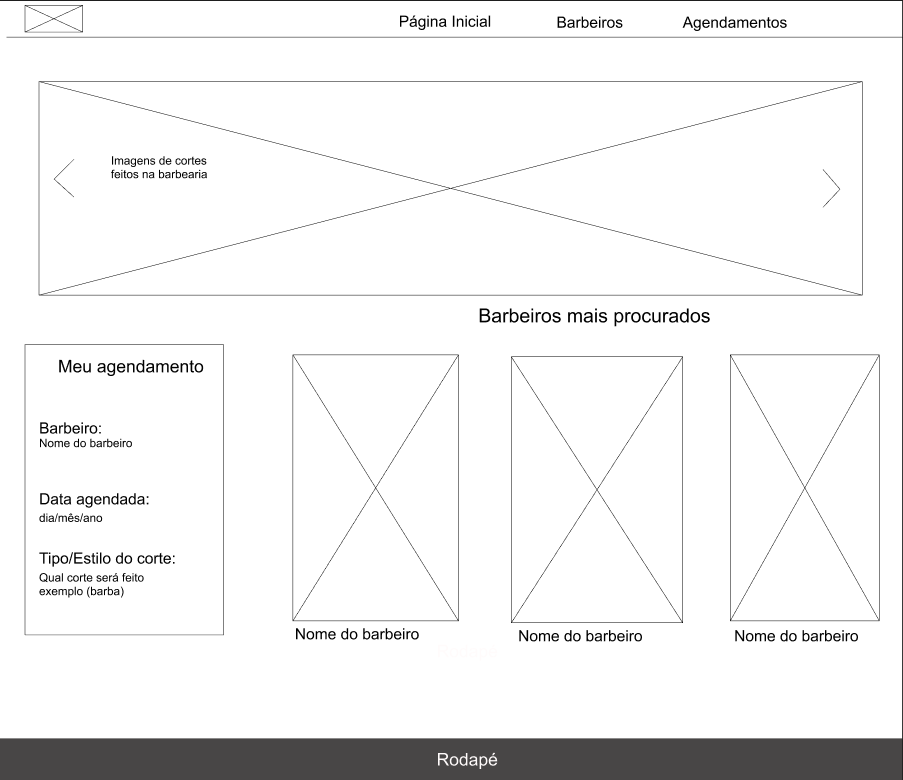 Página Inicial
Barbeiros
Agendamentos
Imagens de cortes
feitos na barbearia
Barbeiros mais procurados
Meu agendamento
Barbeiro:
Nome do barbeiro
Data agendada:
dia/mês/ano
Tipo/Estilo do corte:
Qual corte será feito
exemplo (barba)
Nome do barbeiro
Nome do barbeiro
Nome do barbeiro
Rodapé